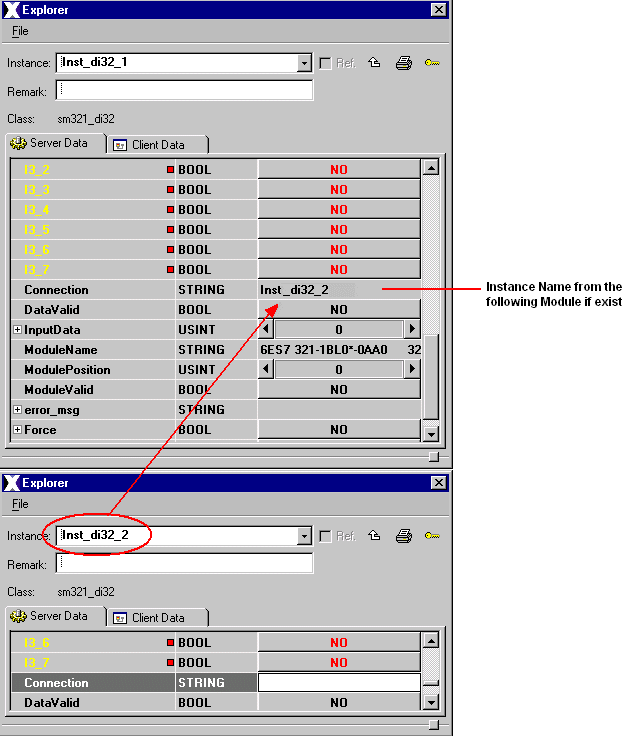 Explorer
File
Instance: Inst_di32_1 Ref.
Remark:
Class: sm321_di32
Server Data Client Data
I3_2 BOOL NO
I3_3 BOOL NO
I3_4 BOOL NO
I3_5 BOOL NO
I3_6 BOOL NO
I3_7 BOOL NO
Connection STRING Inst_di32_2
Instance Name from the
following Module if exist
DataValid BOOL NO
InputData USINT 0
ModuleName STRING 6ES7 321-1BL0*-0AA0 32
ModulePosition USINT 0
ModuleValid BOOL NO
error_msg STRING
Force BOOL NO
Explorer
File
Instance: Inst_di32_2 Ref.
Remark:
Class: sm321_di32
Server Data Client Data
I3_6 BOOL NO
I3_7 BOOL NO
Connection STRING
DataValid BOOL NO